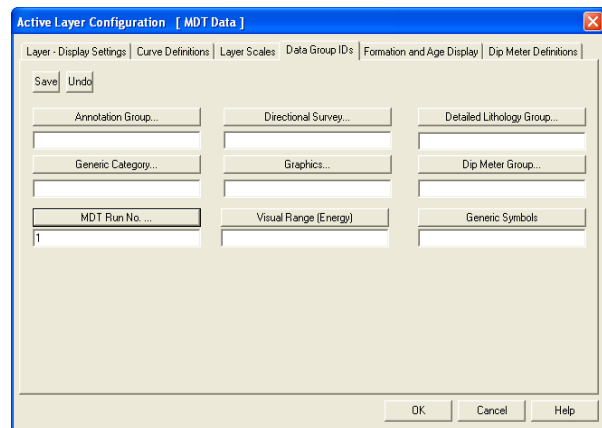 Active Layer Configuration [ MDT Data ]
Layer - Display Settings Curve Definitions Layer Scales Data Group IDs Formation and Age Display Dip Meter Definitions
Save Undo
Annotation Group... Directional Survey... Detailed Lithology Group...
Generic Category... Graphics... Dip Meter Group...
MDT Run No. ... Visual Range (Energy) Generic Symbols
1
OK Cancel Help